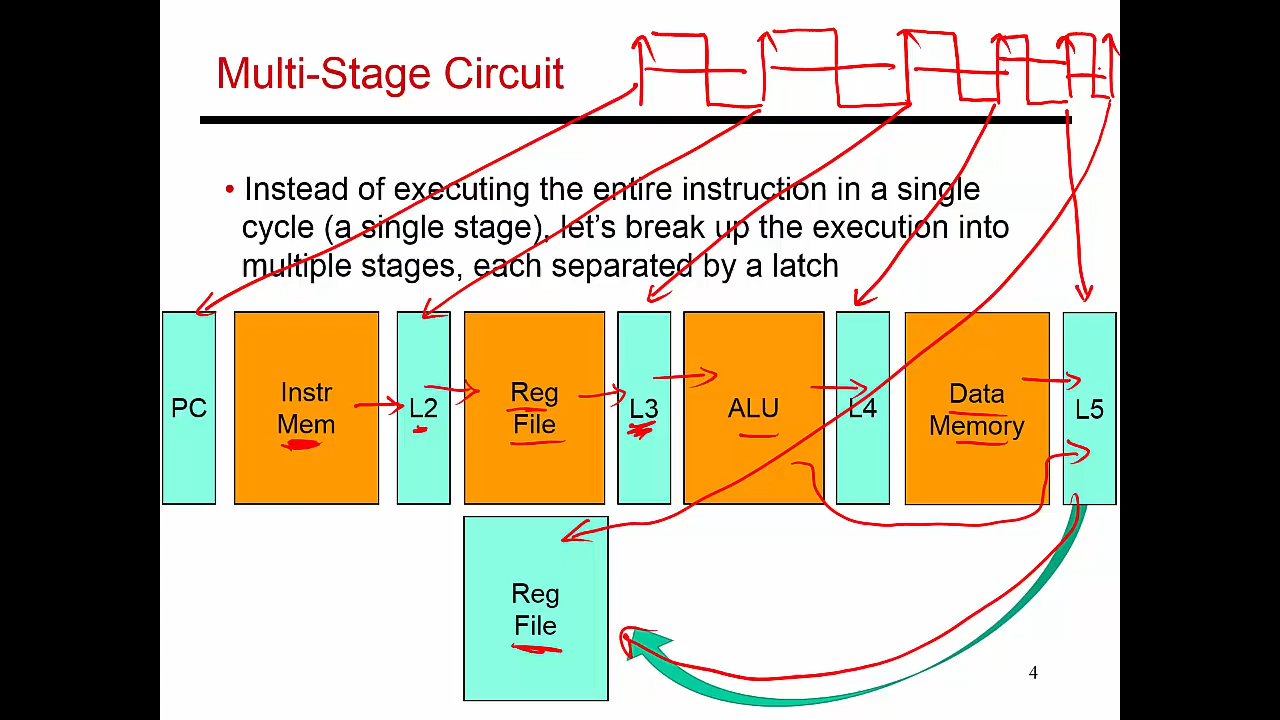 Multi-Stage Circuit
• Instead of executing the entire instruction in a single
cycle (a single stage), let's break up the execution into
multiple stages, each separated by a latch
PC
Instr
Mem
L2
Reg
File
L3
ALU
L4
Data
Memory
L5
Reg
File
4